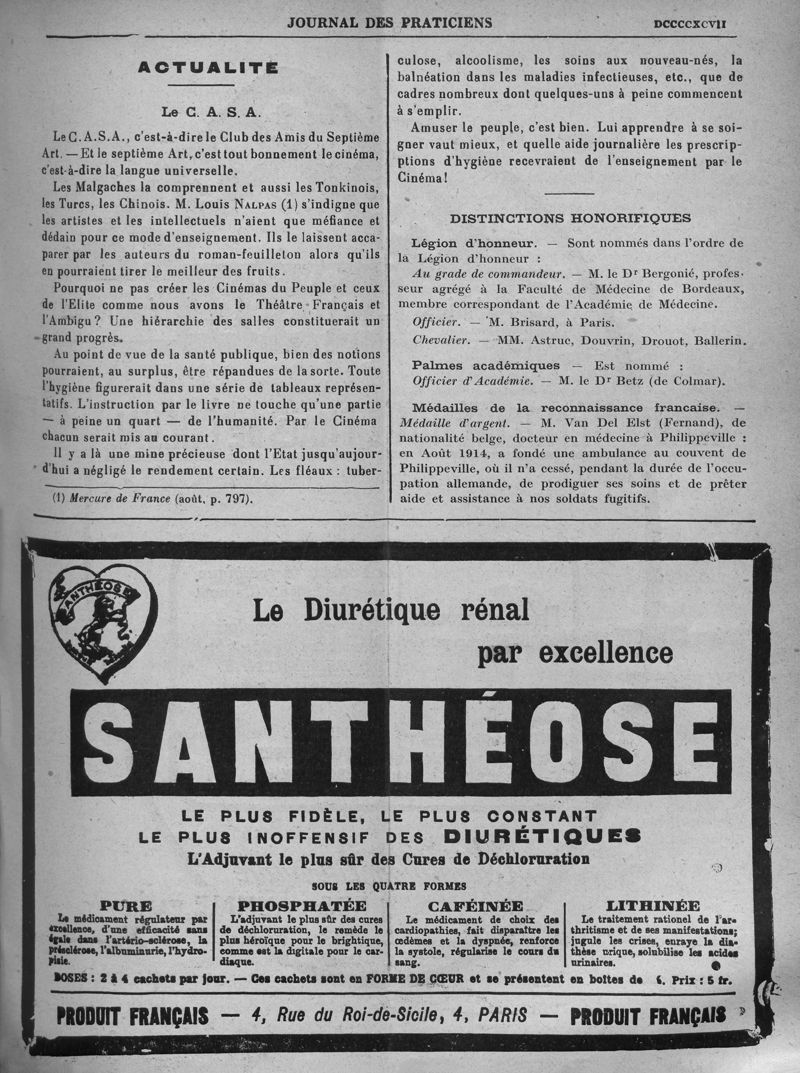 JOURNAL DES PRATICIENS
DCCCCXCVII
ACTUALITÉ
Le C. A. S. A.
Le C.A.S.A., c'est-à-dire le Club des Amis du Septième
Art. — Et le septième Art, c'est tout bonnement le cinéma,
c'est-à-dire la langue universelle.
Les Malgaches la comprennent et aussi les Tonkinois,
les Turcs, les Chinois. M. Louis NALPAS (1) s'indigne que
les artistes et les intellectuels n'aient que méfiance et
dédain pour ce mode d'enseignement. Ils le laissent acca-
parer par les auteurs du roman-feuilleton alors qu'ils
en pourraient tirer le meilleur des fruits.
Pourquoi ne pas créer les Cinémas du Peuple et ceux
de l'Elite comme nous avons le Théâtre Français et
l'Ambigu ? Une hiérarchie des salles constituerait un
grand progrès.
Au point de vue de la santé publique, bien des notions
pourraient, au surplus, être répandues de la sorte. Toute
l'hygiène figurerait dans une série de tableaux représen-
tatifs. L'instruction par le livre ne touche qu'une partie
— à peine un quart — de l'humanité. Par le Cinéma
chacun serait mis au courant.
Il y a là une mine précieuse dont l'Etat jusqu'aujour-
d'hui a négligé le rendement certain. Les fléaux : tuber-
(1) Mercure de France (août, p. 797).
culose, alcoolisme, les soins aux nouveau-nés, la
balnéation dans les maladies infectieuses, etc., que de
cadres nombreux dont quelques-uns à peine commencent
à s'emplir.
Amuser le peuple, c'est bien. Lui apprendre à se soi-
gner vaut mieux, et quelle aide journalière les prescrip-
ptions d'hygiène recevraient de l'enseignement par le
Cinéma !
DISTINCTIONS HONORIFIQUES
Légion d'honneur. — Sont nommés dans l'ordre de
la Légion d'honneur :
Au grade de commandeur. — M. le Dr Bergonié, profes-
seur agrégé à la Faculté de Médecine de Bordeaux,
membre correspondant de l'Académie de Médecine.
Officier. — M. Brisard, à Paris.
Chevalier. — MM. Astruc, Douvrin, Drouot, Ballerin.
Palmes académiques — Est nommé :
Officier d'Académie. — M. le Dr Betz (de Colmar).
Médailles de la reconnaissance francaise. —
Médaille d'argent. — M. Van Del Elst (Fernand), de
nationalité belge, docteur en médecine à Philippeville :
en Août 1914, a fondé une ambulance au couvent de
Philippeville, où il n'a cessé, pendant la durée de l'occu-
pation allemande, de prodiguer ses soins et de prêter
aide et assistance à nos soldats fugitifs.
SANTHÉOSE
Le Diurétique rénal
par excellence
SANTHÉOSE
LE PLUS FIDÈLE, LE PLUS CONSTANT
LE PLUS INOFFENSIF DES DIURÉTIQUES
L'Adjuvant le plus sûr des Cures de Déchloruration
SOUS LES QUATRE FORMES
PURE
Le médicament régulateur par
excellence, d'une efficacité sans
égale dans l'artério-sclérose, la
présclérose, l'albuminurie, l'hydro-
pisie.
PHOSPHATÉE
L'adjuvant le plus sûr des cures
de déchloruration, le remède le
plus héroïque pour le brightique,
comme est la digitale pour le car-
diaque.
CAFÉINÉE
Le médicament de choix des
cardiopathies, fait disparaître les
œdèmes et la dyspnée, renforce
la systole, régularise le cours du
sang.
LITHINÉE
Le traitement rationel de l'ar-
thritisme et de ses manifestations;
jugule les crises, enraye la dia-
thèse urique, solubilise les acides
urinaires.
DOSES : 2 à 4 cachets par jour. — Ces cachets sont en FORME DE CŒUR et se présentent en boîtes de 6. Prix : 5 fr.
PRODUIT FRANÇAIS — 4, Rue du Roi-de-Sicile, 4, PARIS — PRODUIT FRANÇAIS